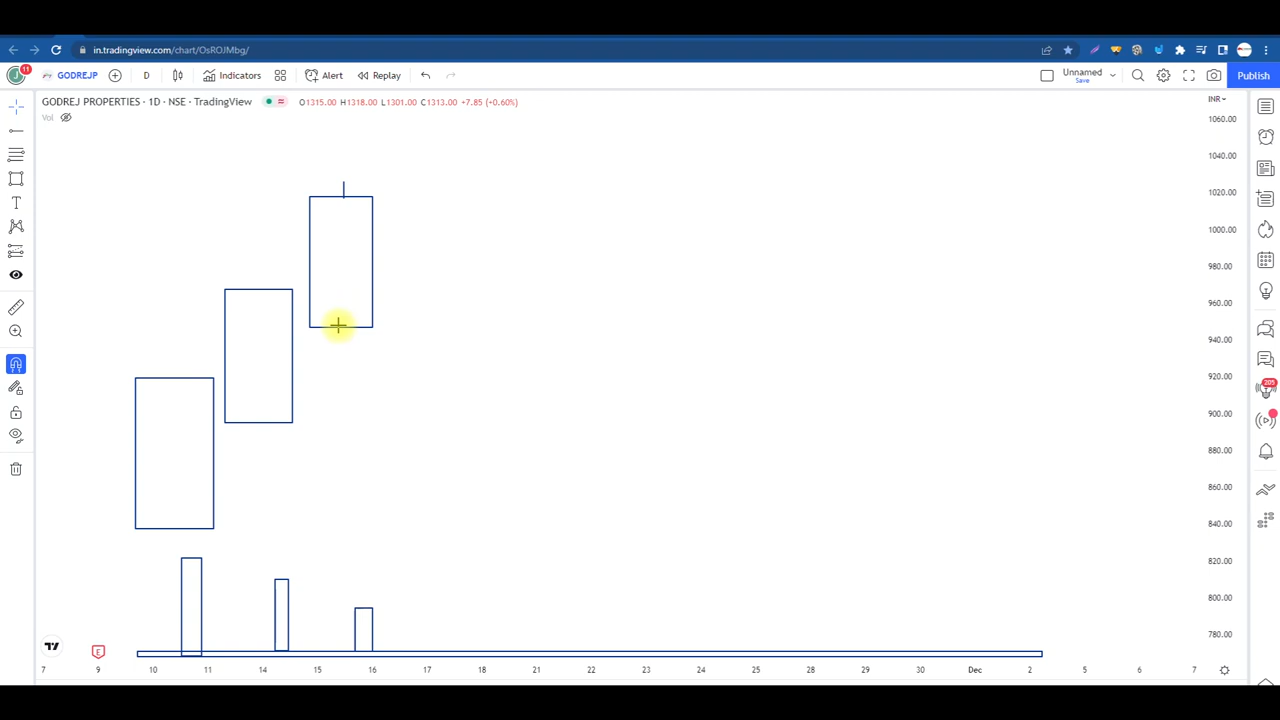 in.tradingview.com/chart/OsROJMbg/
11
GODREJP
D
Indicators
Alert
Replay
Unnamed
Save
Publish
GODREJ PROPERTIES · 1D · NSE · TradingView
O1315.00 H1318.00 L1301.00 C1313.00 +7.85 (+0.60%)
INR
Vol
1060.00
1040.00
1020.00
1000.00
980.00
960.00
940.00
920.00
900.00
880.00
860.00
840.00
820.00
800.00
780.00
205
E
7 9 10 11 14 15 16 17 18 21 22 23 24 25 28 29 30 Dec 2 5 6 7